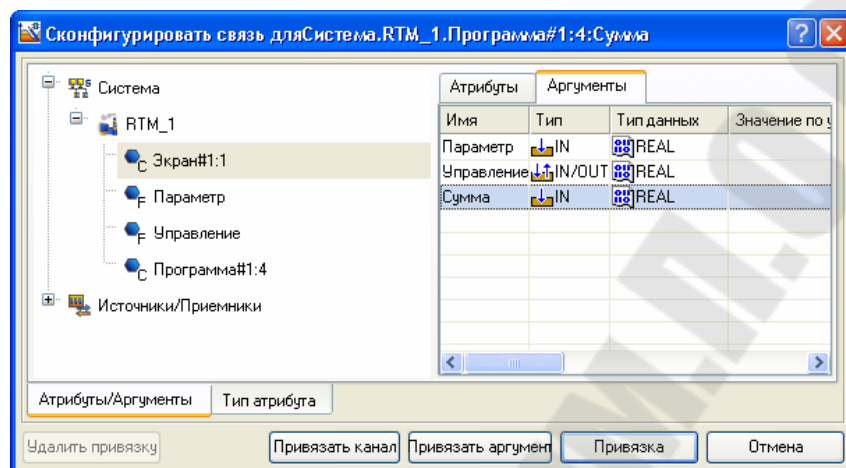 Сконфигурировать связь дляСистема.RTM_1.Программа#1:4:Сумма
Система
RTM_1
Экран#1:1
Параметр
Управление
Программа#1:4
Источники/Приемники
Атрибуты/Аргументы Тип атрибута
Атрибуты Аргументы
Имя Тип Тип данных Значение по у
Параметр IN REAL
Управление IN/OUT REAL
Сумма IN REAL
Удалить привязку Привязать канал Привязать аргумент Привязка Отмена